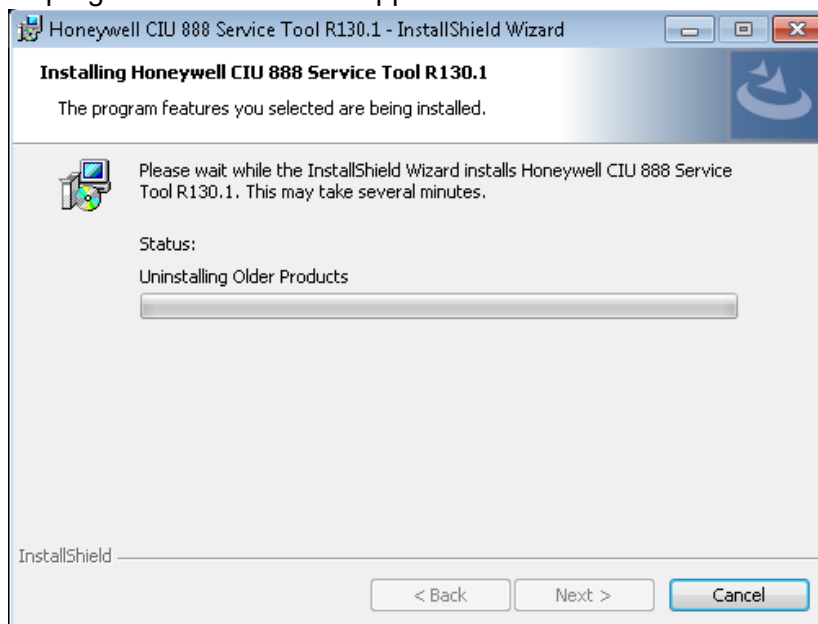 Honeywell CIU 888 Service Tool R130.1 - InstallShield Wizard
Installing Honeywell CIU 888 Service Tool R130.1
The program features you selected are being installed.
Please wait while the InstallShield Wizard installs Honeywell CIU 888 Service
Tool R130.1. This may take several minutes.
Status:
Uninstalling Older Products
InstallShield
< Back
Next >
Cancel